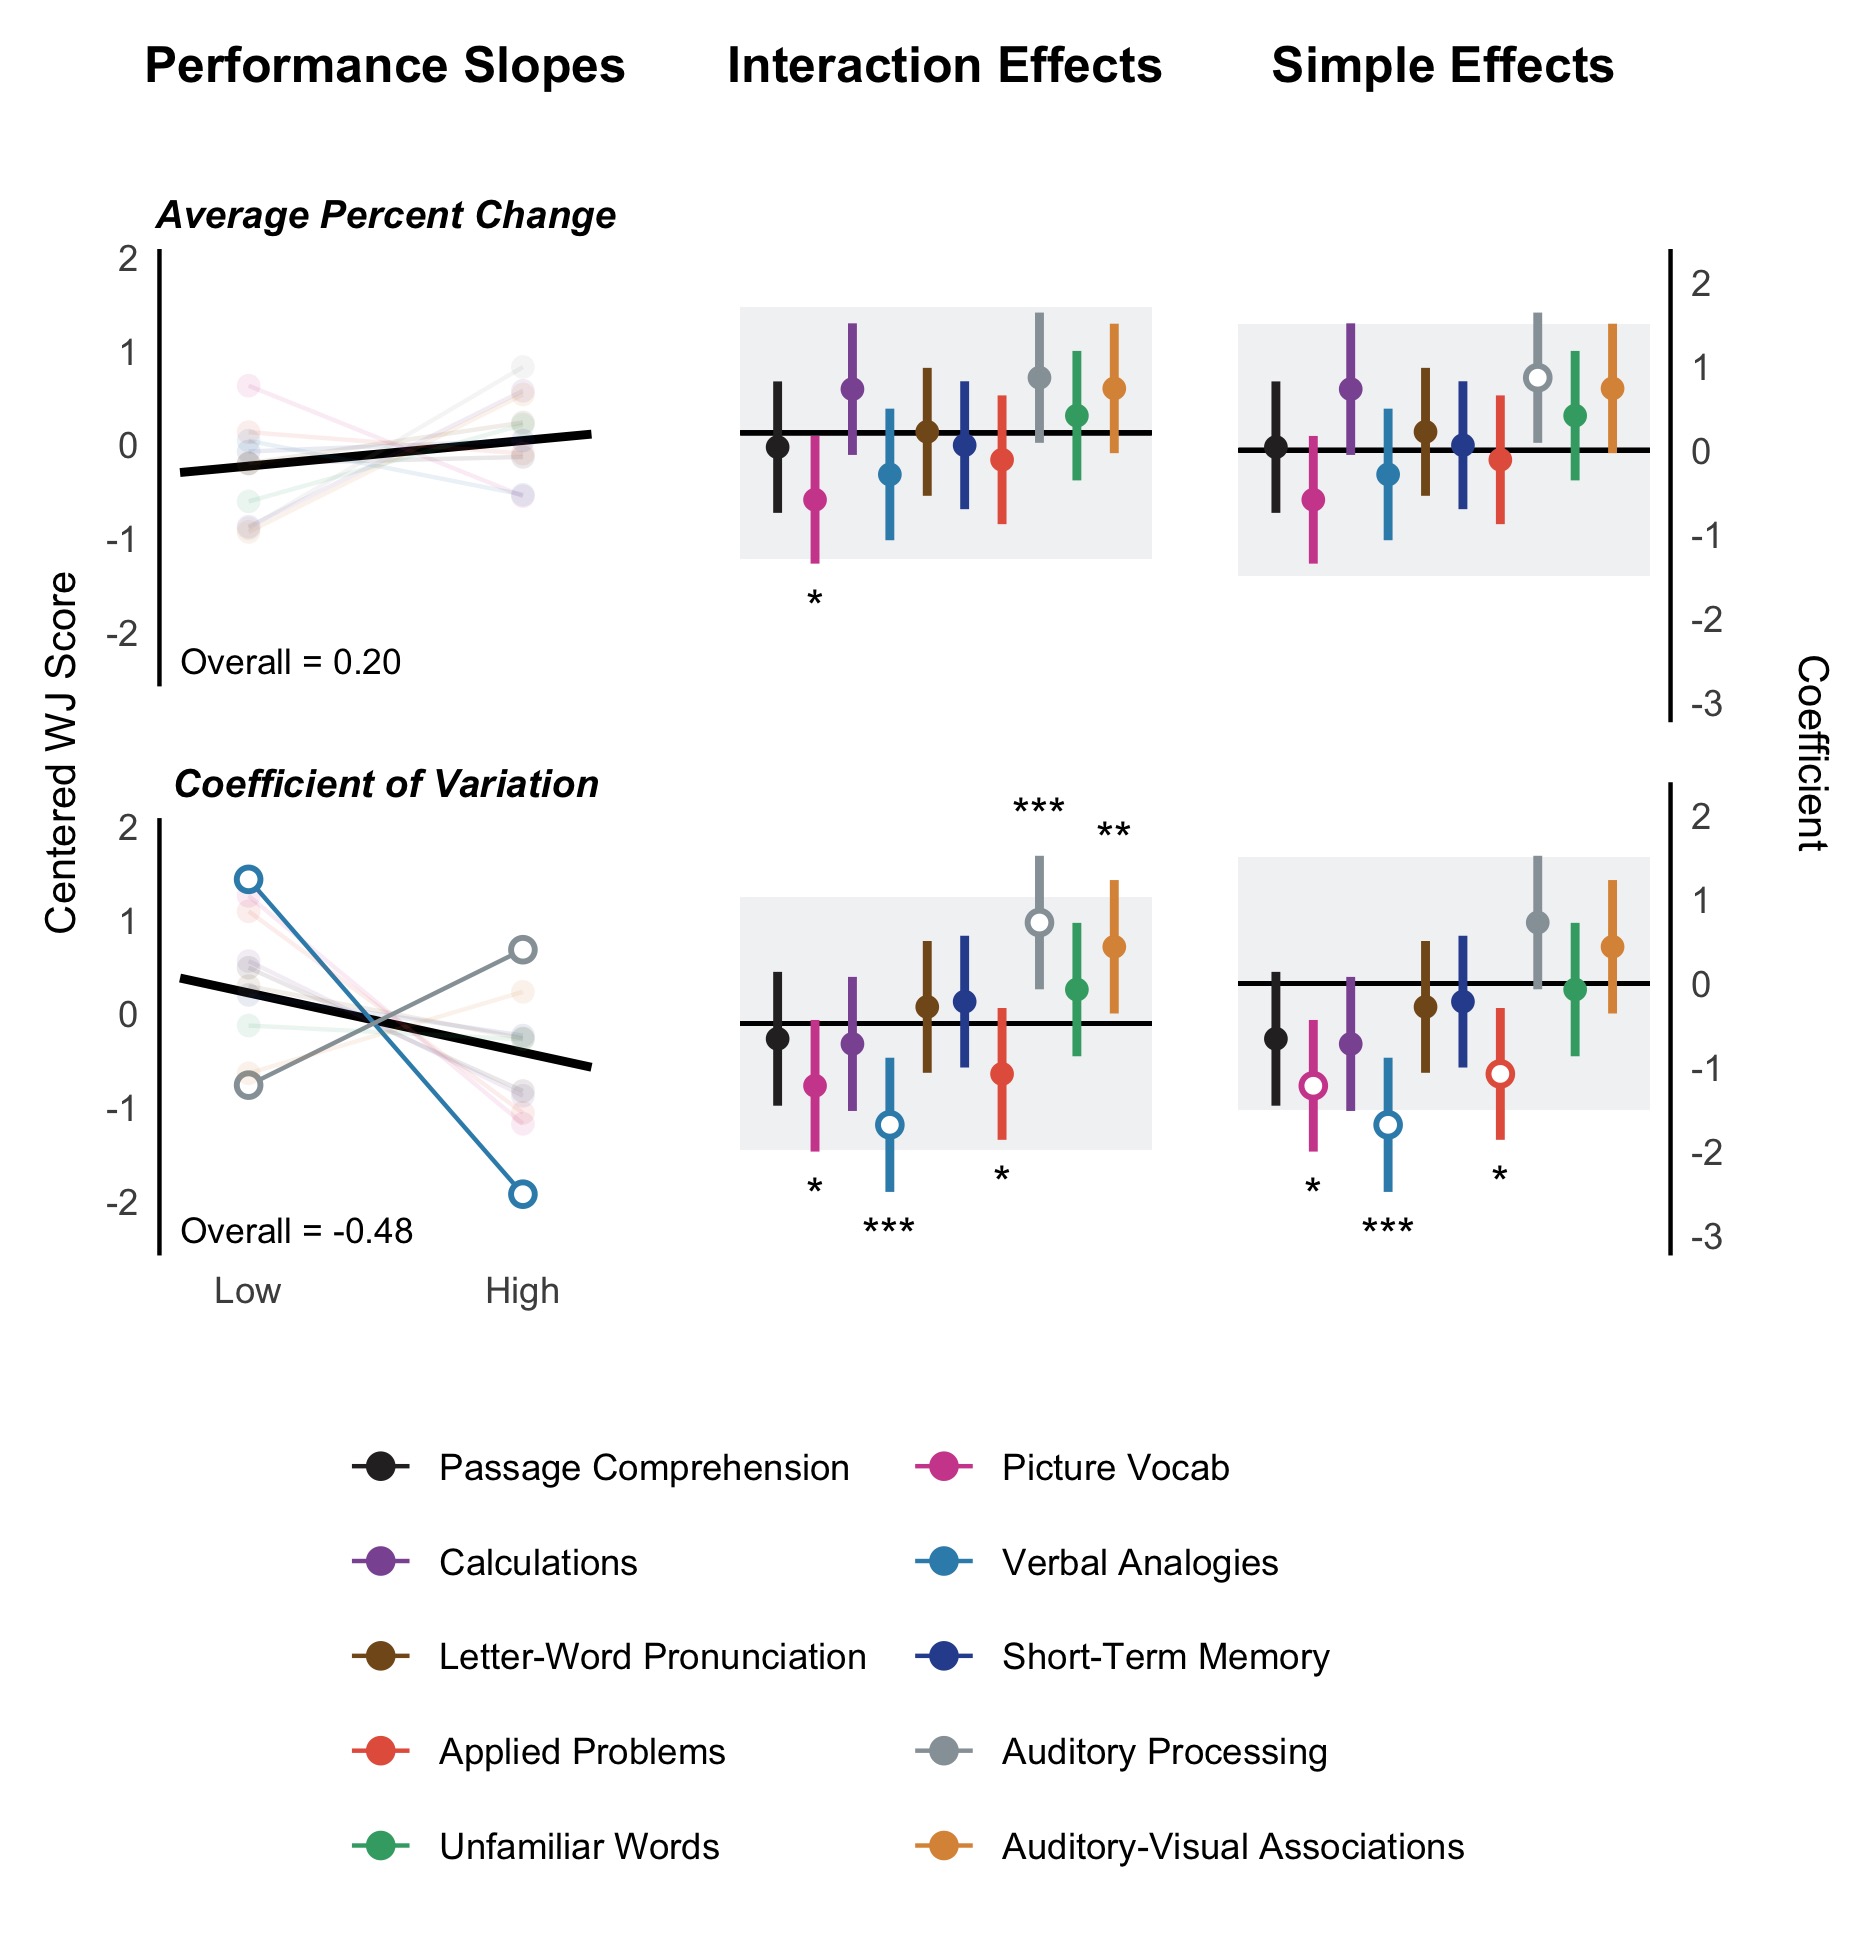 Performance Slopes Interaction Effects Simple Effects
Average Percent Change
2
1
0
-1
-2
Overall = 0.20
*
2
1
0
-1
-2
-3
Centered WJ Score
Coefficient
Coefficient of Variation
2
1
0
-1
-2
Overall = -0.48
Low High
***
**
*
***
*
*
***
*
2
1
0
-1
-2
-3
Passage Comprehension Picture Vocab
Calculations Verbal Analogies
Letter-Word Pronunciation Short-Term Memory
Applied Problems Auditory Processing
Unfamiliar Words Auditory-Visual Associations